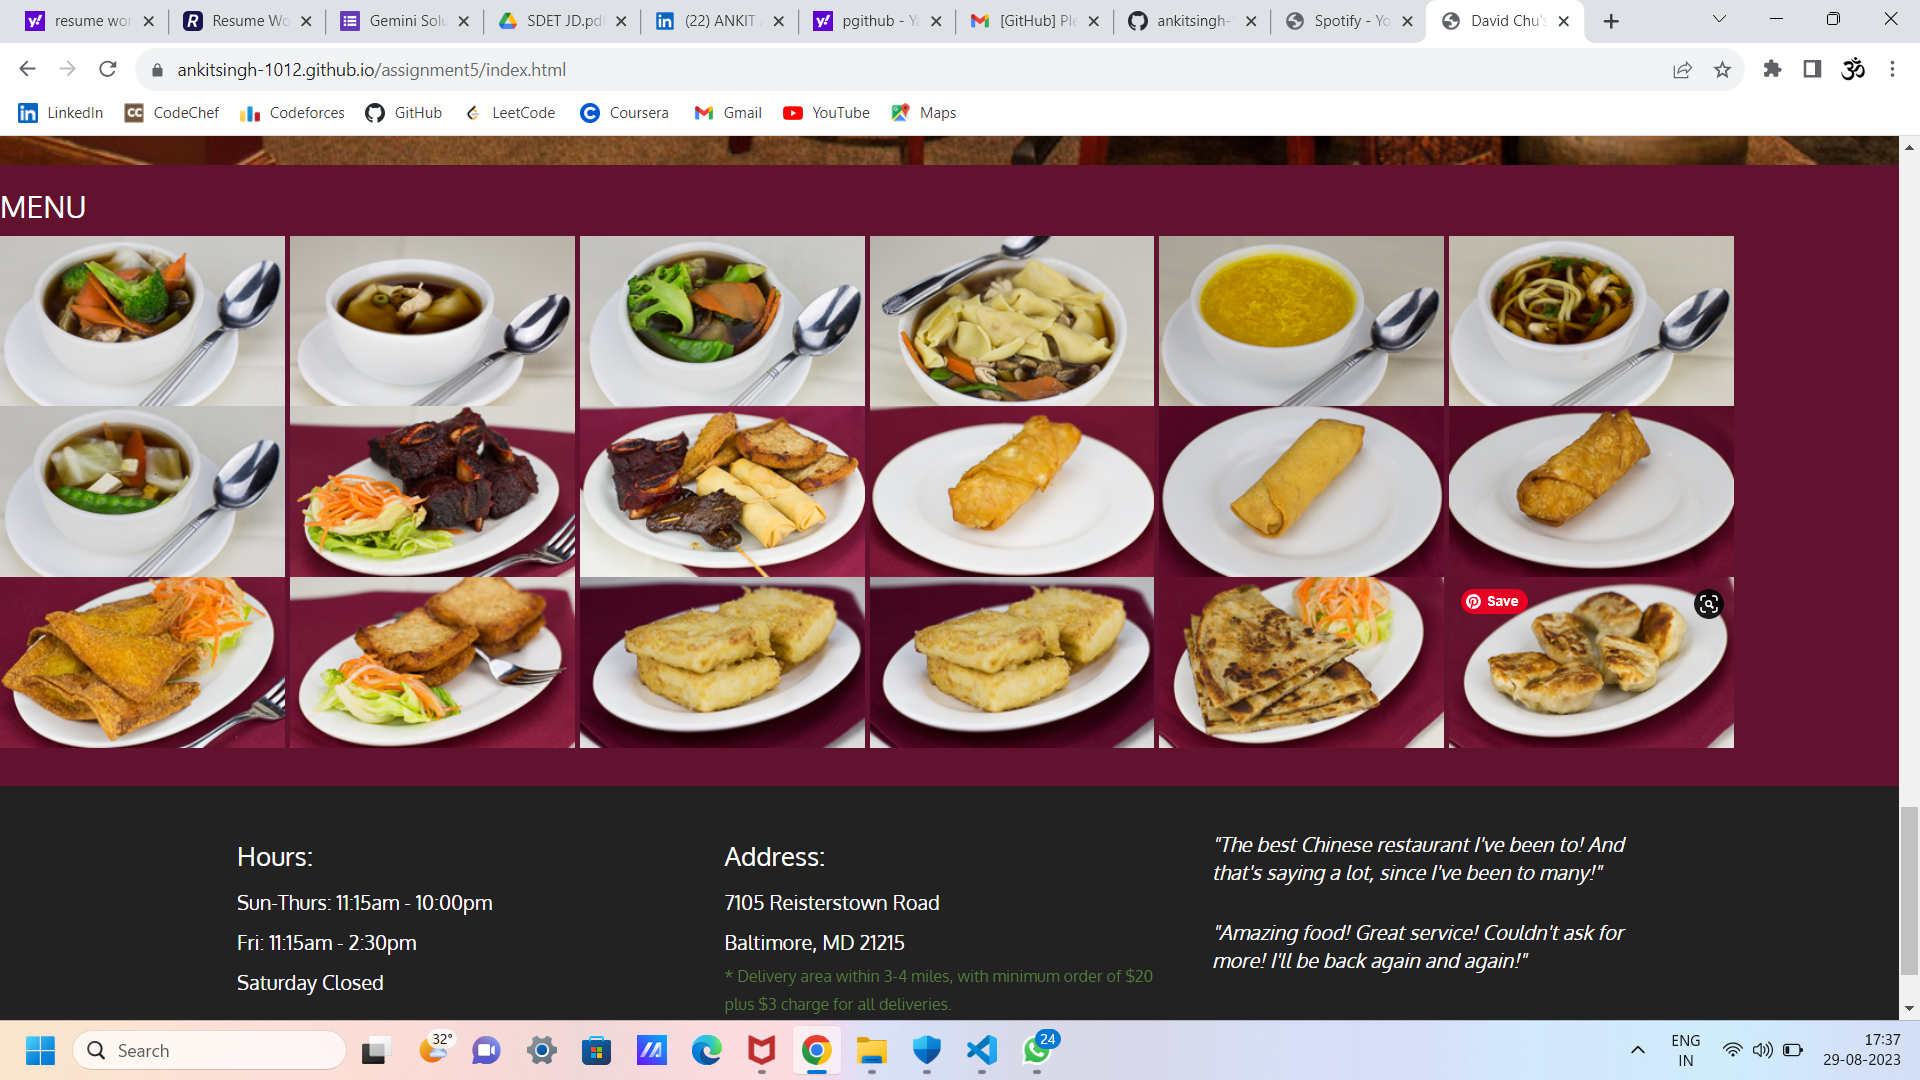 resume wor
Resume Wo
Gemini Solu
SDET JD.pdf
(22) ANKIT
pgithub - Ya
[GitHub] Ple
ankitsingh-
Spotify - Yo
David Chu's
ankitsingh-1012.github.io/assignment5/index.html
LinkedIn
CodeChef
Codeforces
GitHub
LeetCode
Coursera
Gmail
YouTube
Maps
MENU
Save
Hours:
Sun-Thurs: 11:15am - 10:00pm
Fri: 11:15am - 2:30pm
Saturday Closed
Address:
7105 Reisterstown Road
Baltimore, MD 21215
* Delivery area within 3-4 miles, with minimum order of $20
plus $3 charge for all deliveries.
"The best Chinese restaurant I've been to! And
that's saying a lot, since I've been to many!"
"Amazing food! Great service! Couldn't ask for
more! I'll be back again and again!"
Search
32°
24
ENG
IN
17:37
29-08-2023